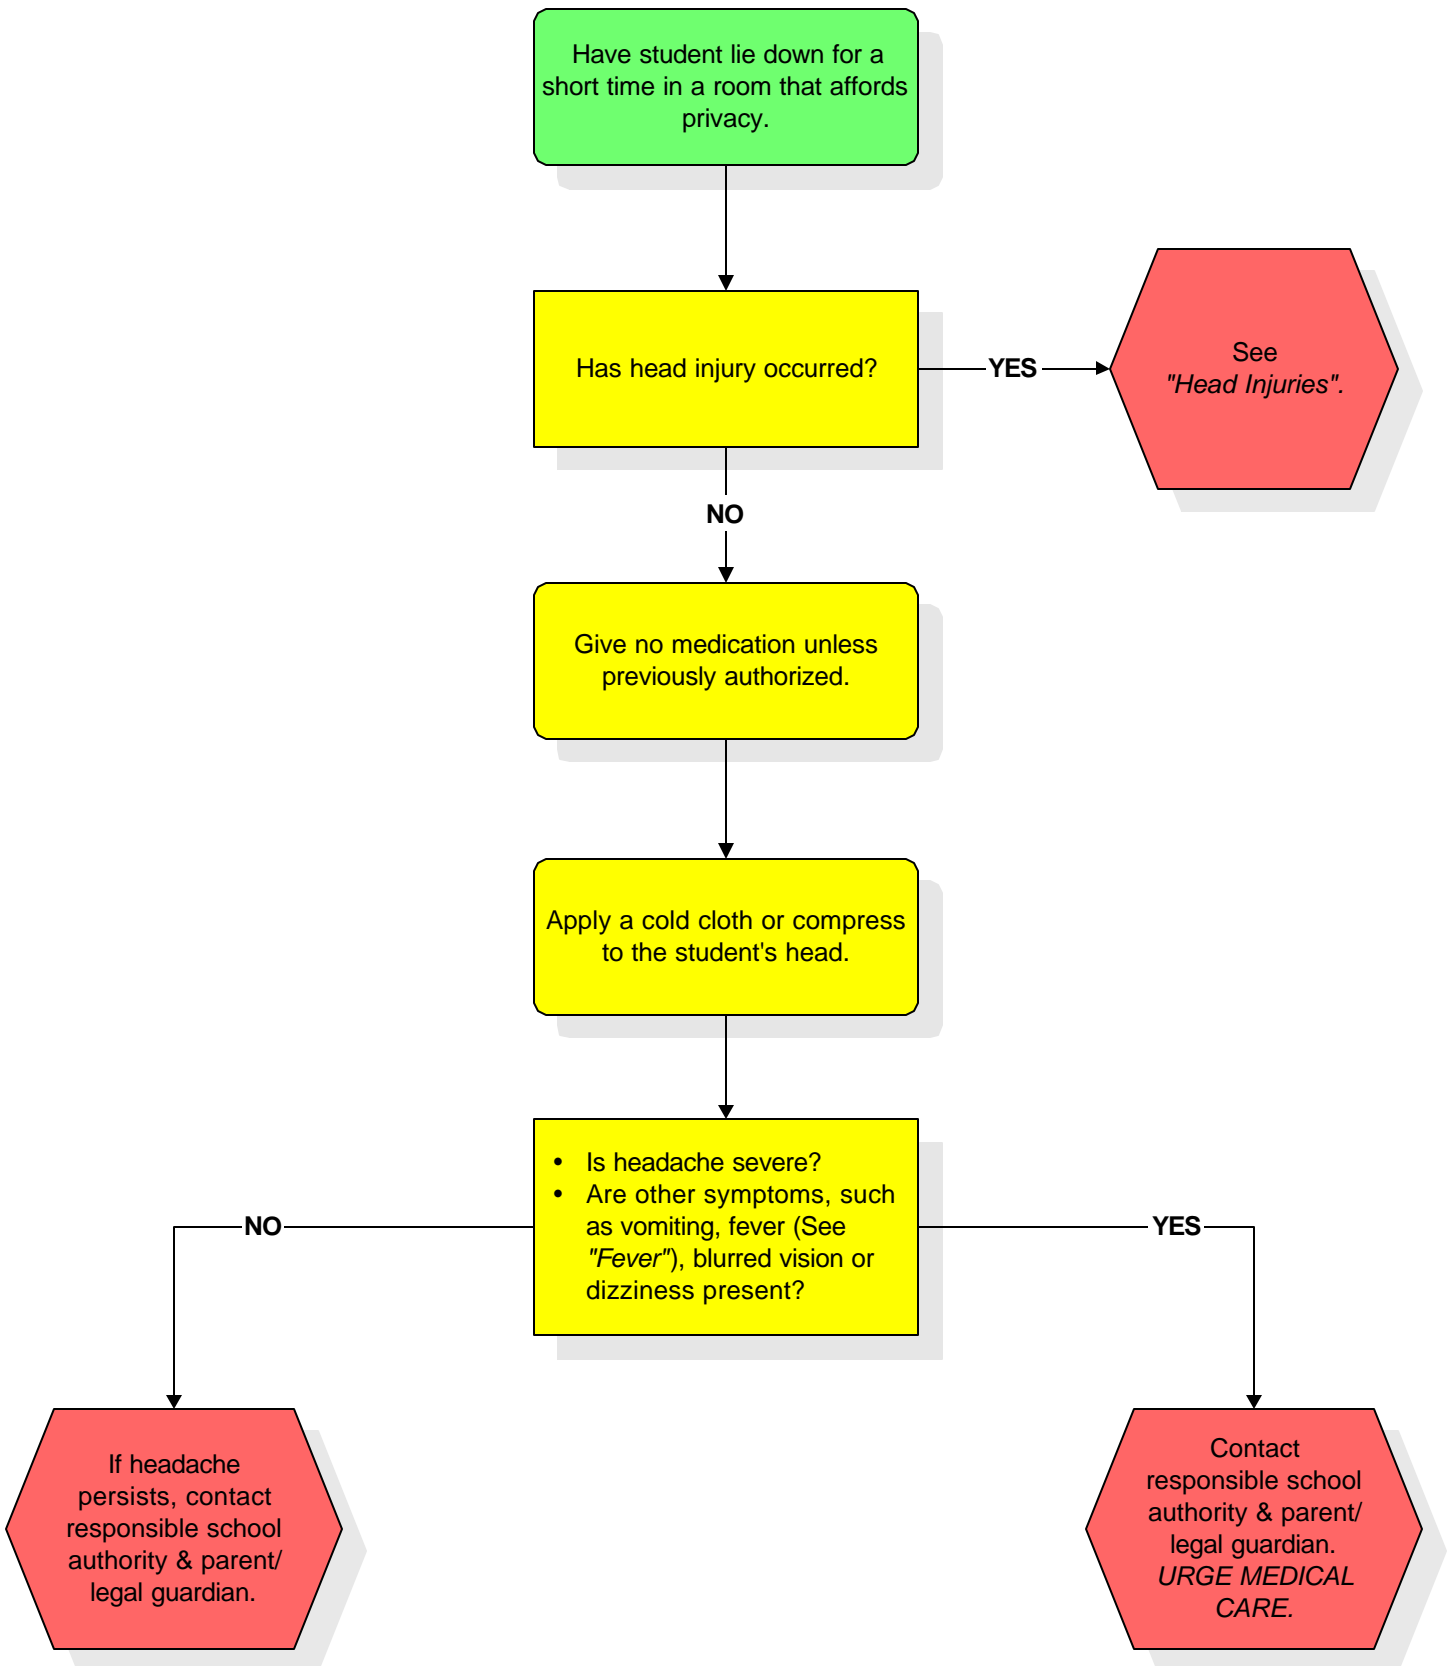 Have student lie down for a
short time in a room that affords
privacy.
Has head injury occurred?
YES
See
"Head Injuries".
NO
Give no medication unless
previously authorized.
Apply a cold cloth or compress
to the student's head.
• Is headache severe?
• Are other symptoms, such
as vomiting, fever (See
"Fever"), blurred vision or
dizziness present?
NO
YES
If headache
persists, contact
responsible school
authority & parent/
legal guardian.
Contact
responsible school
authority & parent/
legal guardian.
URGE MEDICAL
CARE.